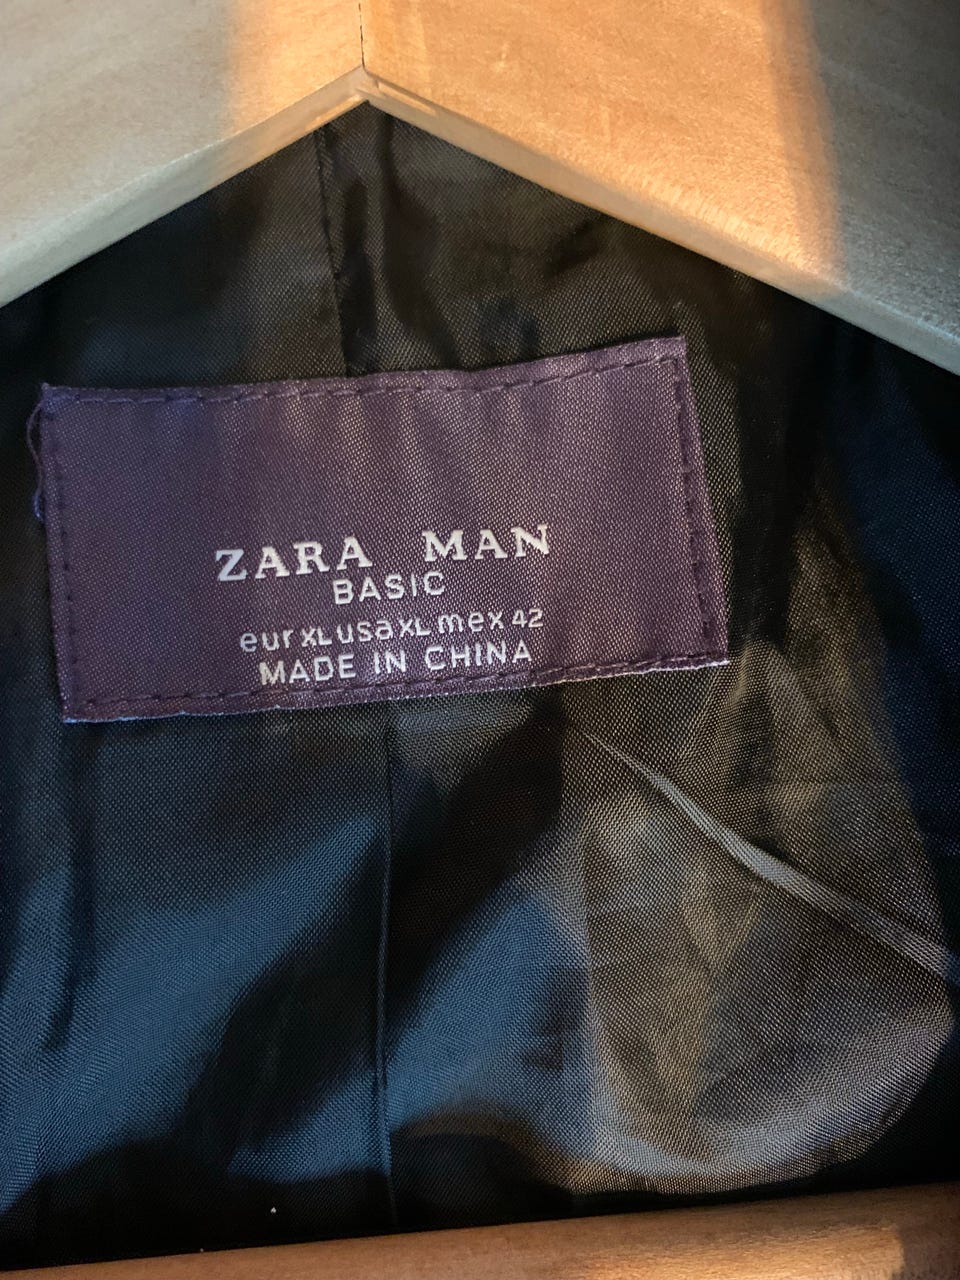 ZARA MAN
BASIC
eur XL usa XL mex 42
MADE IN CHINA